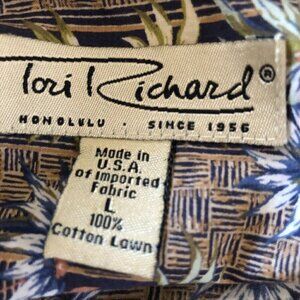 Tori Richard®
HONOLULU · SINCE 1956
Made in
U.S.A.
of Imported
Fabric
L
100%
Cotton Lawn